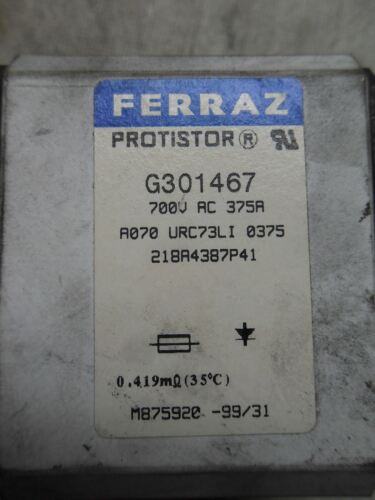 FERRAZ
PROTISTOR®
G301467
700V AC 375A
A070 URC73LI 0375
218A4387P41
0.419mΩ(35°C)
M875920 -99/31